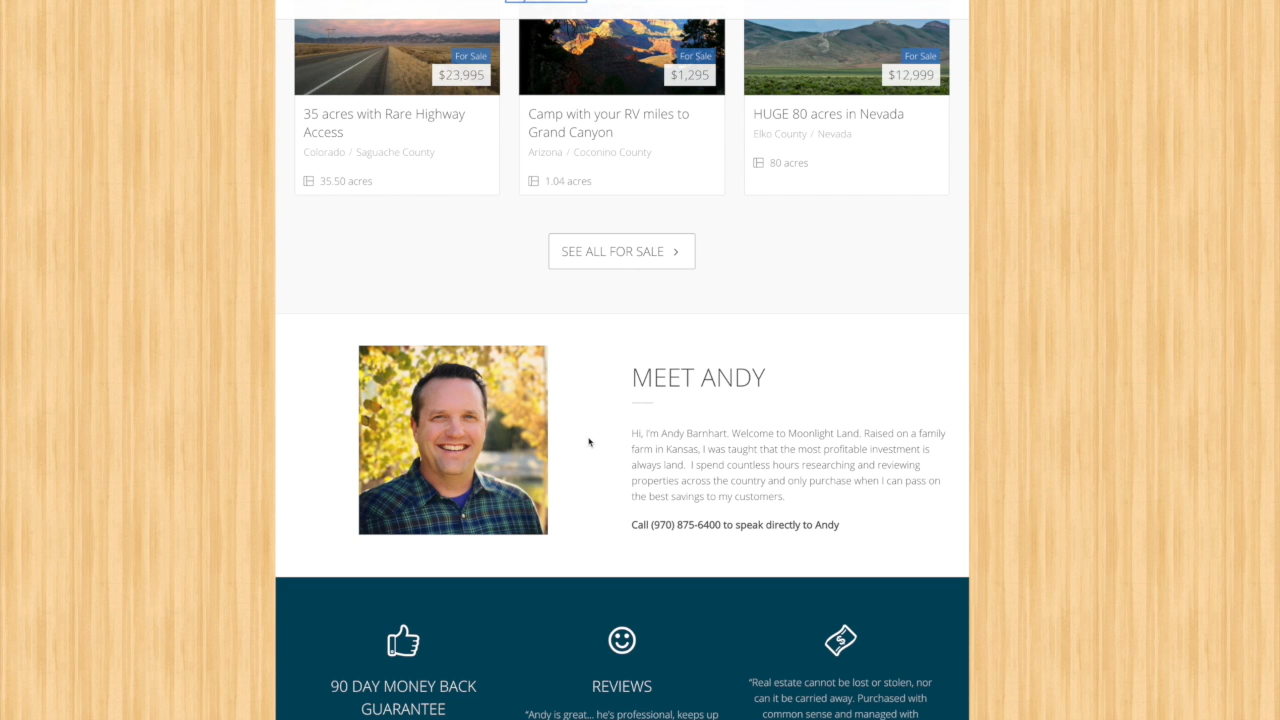 For Sale
$23,995
For Sale
$1,295
For Sale
$12,999
35 acres with Rare Highway
Access
Colorado / Saguache County
35.50 acres
Camp with your RV miles to
Grand Canyon
Arizona / Coconino County
1.04 acres
HUGE 80 acres in Nevada
Elko County / Nevada
80 acres
SEE ALL FOR SALE
MEET ANDY
Hi, I'm Andy Barnhart. Welcome to Moonlight Land. Raised on a family
farm in Kansas, I was taught that the most profitable investment is
always land.  I spend countless hours researching and reviewing
properties across the country and only purchase when I can pass on
the best savings to my customers.
Call (970) 875-6400 to speak directly to Andy
90 DAY MONEY BACK
GUARANTEE
REVIEWS
“Andy is great... he's professional, keeps up
“Real estate cannot be lost or stolen, nor
can it be carried away. Purchased with
common sense and managed with